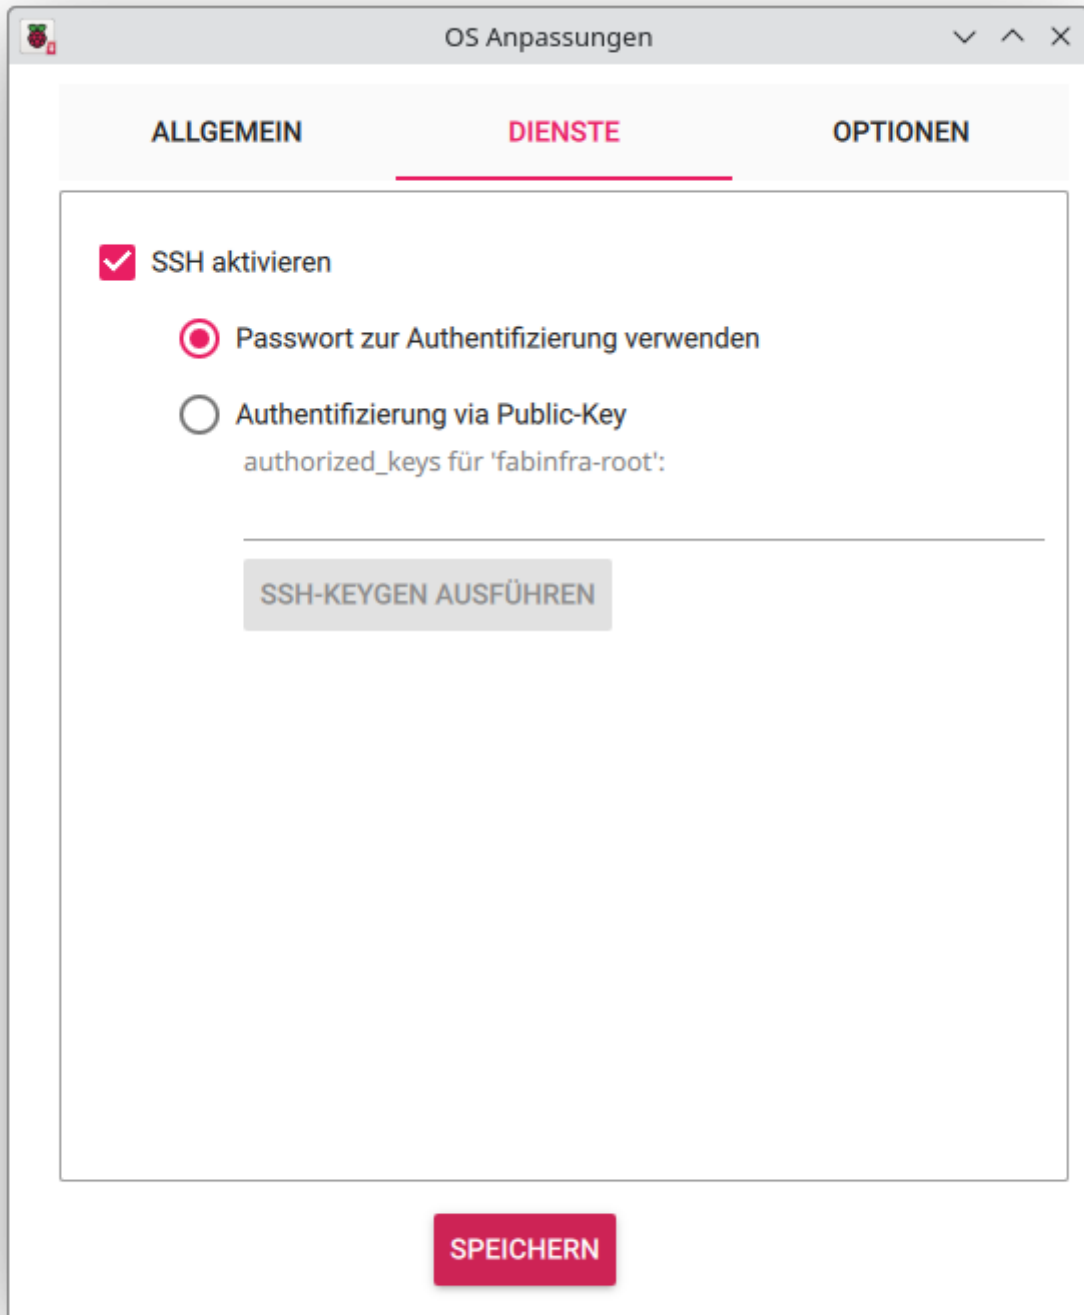 OS Anpassungen
ALLGEMEIN DIENSTE OPTIONEN
SSH aktivieren
Passwort zur Authentifizierung verwenden
Authentifizierung via Public-Key
authorized_keys für 'fabinfra-root':
SSH-KEYGEN AUSFÜHREN
SPEICHERN